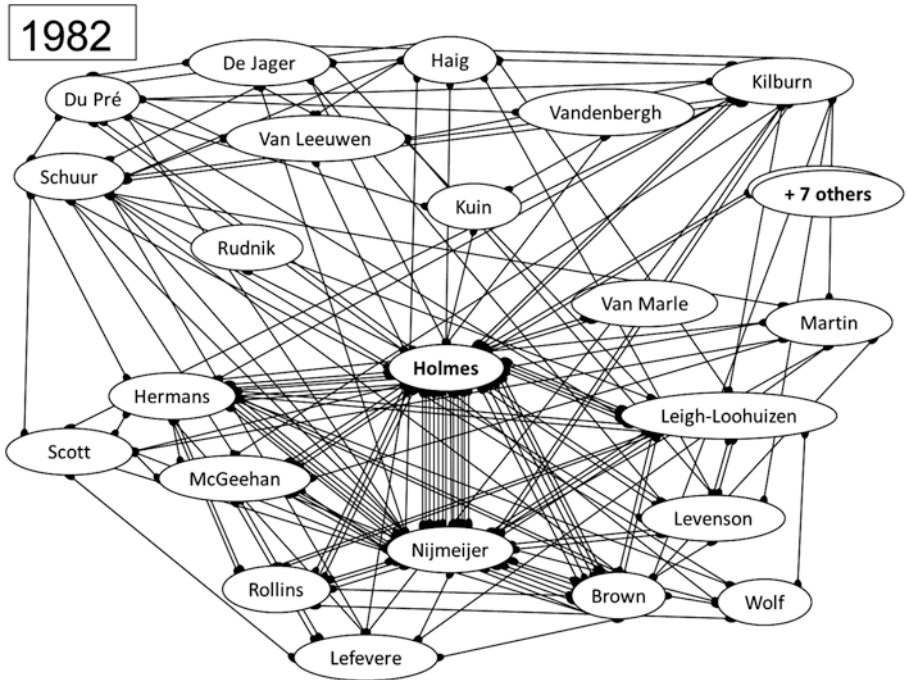 1982
De Jager
Haig
Kilburn
Du Pré
Vandenbergh
Van Leeuwen
Schuur
+ 7 others
Kuin
Rudnik
Van Marle
Martin
Holmes
Hermans
Leigh-Loohuizen
Scott
McGeehan
Levenson
Nijmeijer
Rollins
Brown
Wolf
Lefevere